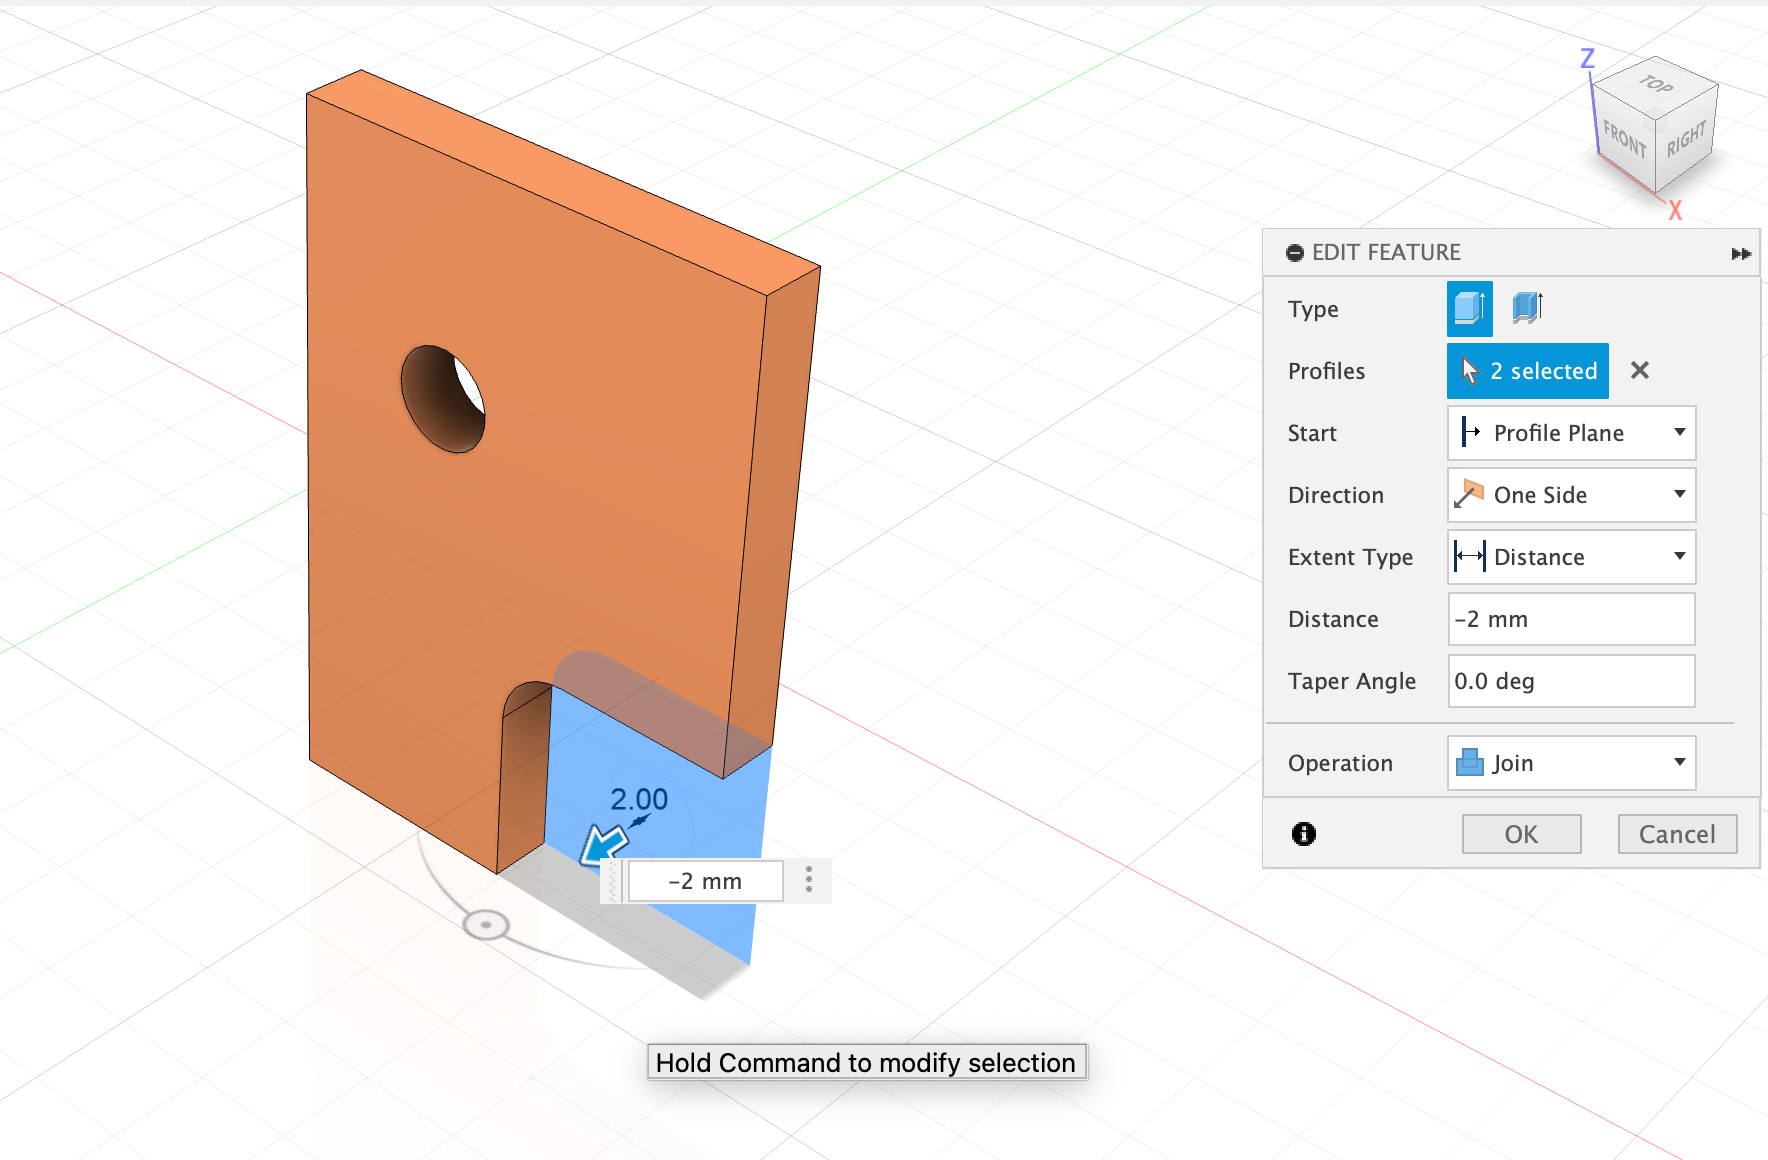 Z
TOP
FRONT
RIGHT
X
EDIT FEATURE
Type
Profiles
2 selected
Start
Profile Plane
Direction
One Side
Extent Type
Distance
Distance
-2 mm
Taper Angle
0.0 deg
Operation
Join
OK
Cancel
2.00
-2 mm
Hold Command to modify selection